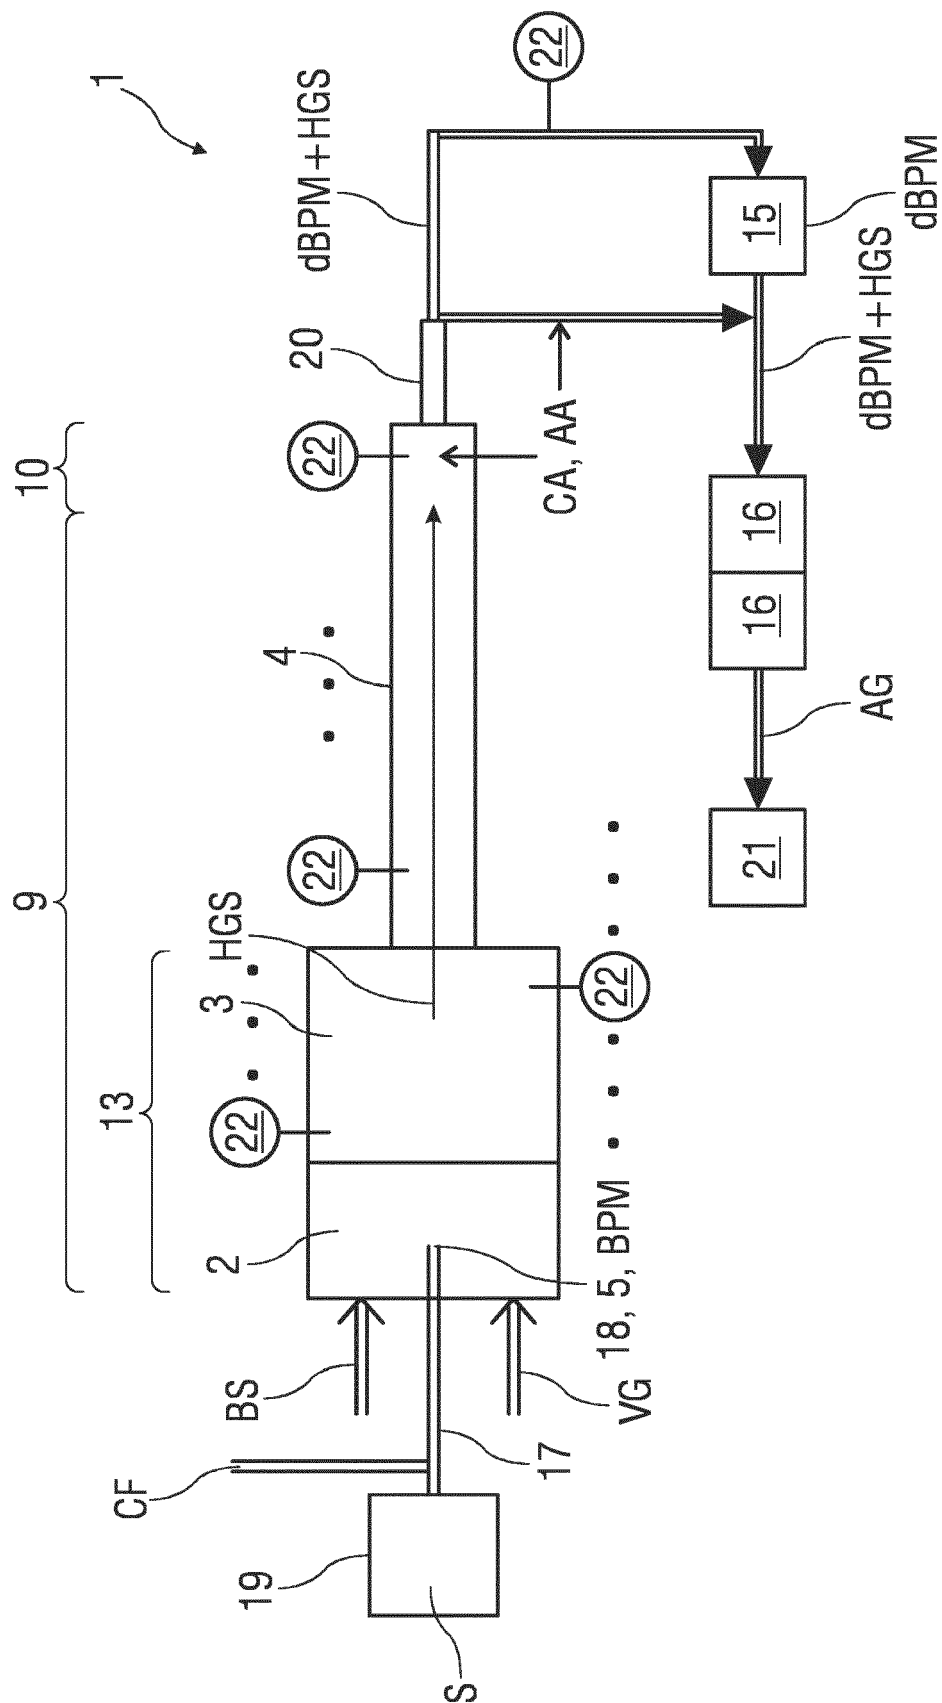 1
10
9
13
22
dBPM+HGS
20
22
4
22
HGS
3
22
2
BS
CF
19
S
17
VG
18, 5, BPM
22
CA, AA
15
dBPM
dBPM+HGS
16
16
AG
21